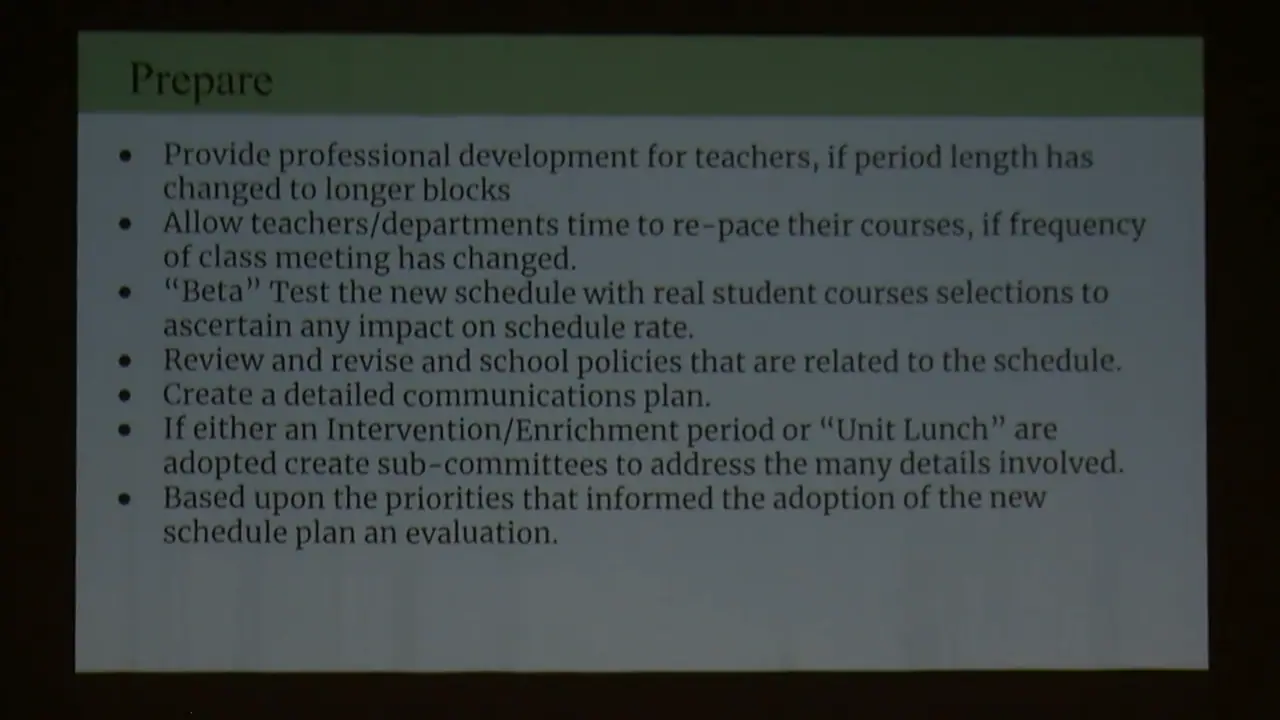 Prepare
• Provide professional development for teachers, if period length has
changed to longer blocks
• Allow teachers/departments time to re-pace their courses, if frequency
of class meeting has changed.
• “Beta” Test the new schedule with real student courses selections to
ascertain any impact on schedule rate.
• Review and revise and school policies that are related to the schedule.
• Create a detailed communications plan.
• If either an Intervention/Enrichment period or “Unit Lunch” are
adopted create sub-committees to address the many details involved.
• Based upon the priorities that informed the adoption of the new
schedule plan an evaluation.